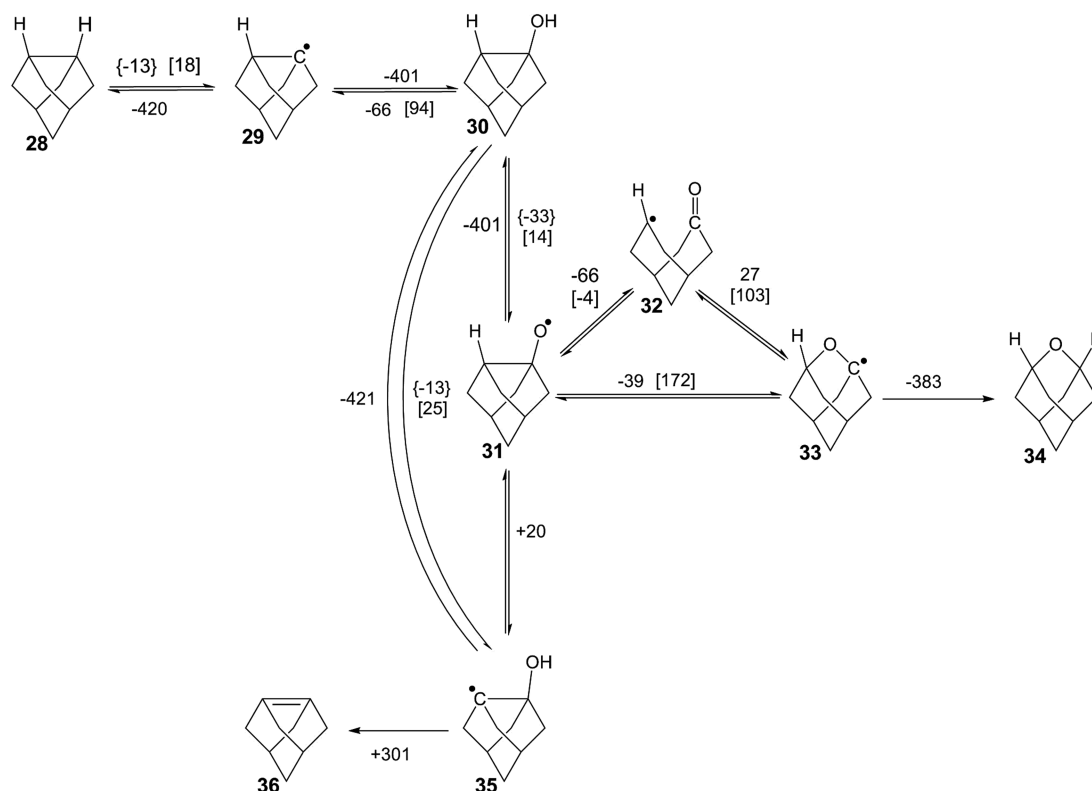 H H
{-13} [18]
-420
28
H
C•
29
-401
-66 [94]
H
OH
30
-401
{-33}
[14]
-421
{-13}
[25]
H
O•
31
-66
[-4]
H
•
O
C
32
27
[103]
-39 [172]
H
O
C•
33
-383
H
O
H
34
+20
•
C
OH
35
+301
36